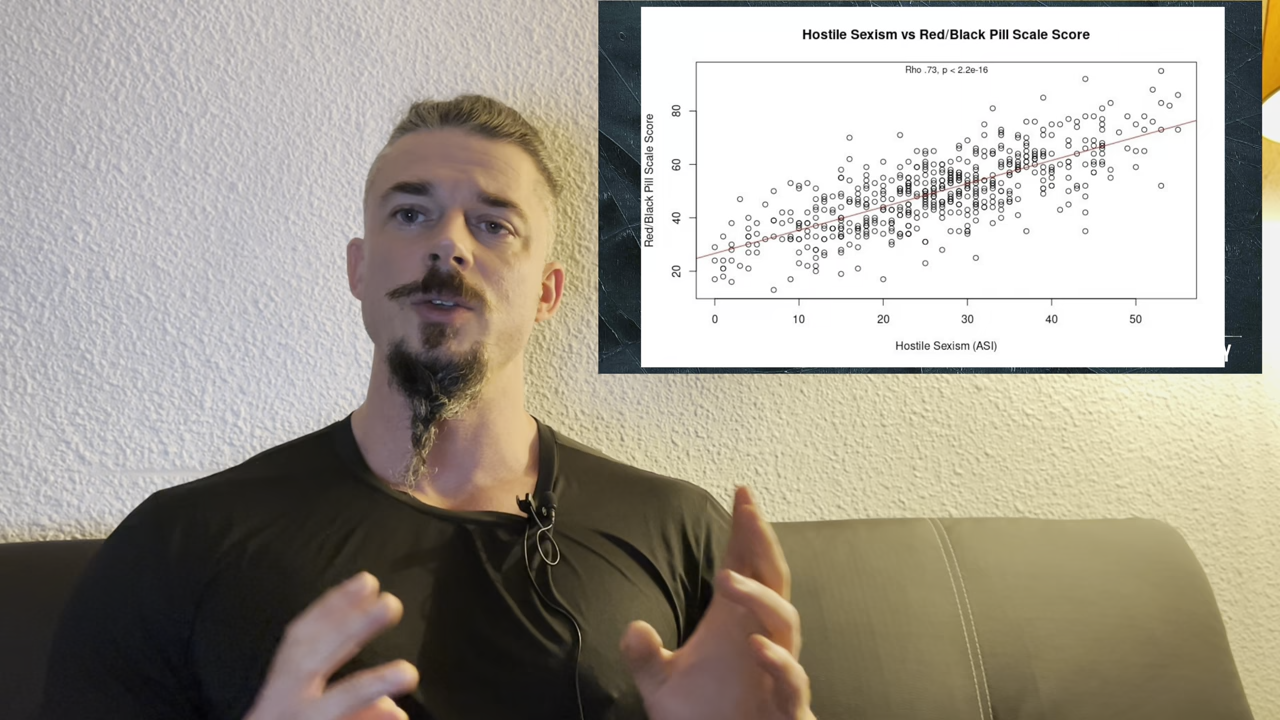 Hostile Sexism vs Red/Black Pill Scale Score
Rho .73, p < 2.2e-16
Red/Black Pill Scale Score
80
60
40
20
0 10 20 30 40 50
Hostile Sexism (ASI)
Y